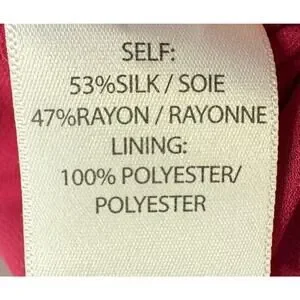 SELF:
53%SILK / SOIE
47%RAYON / RAYONNE
LINING:
100% POLYESTER/
POLYESTER